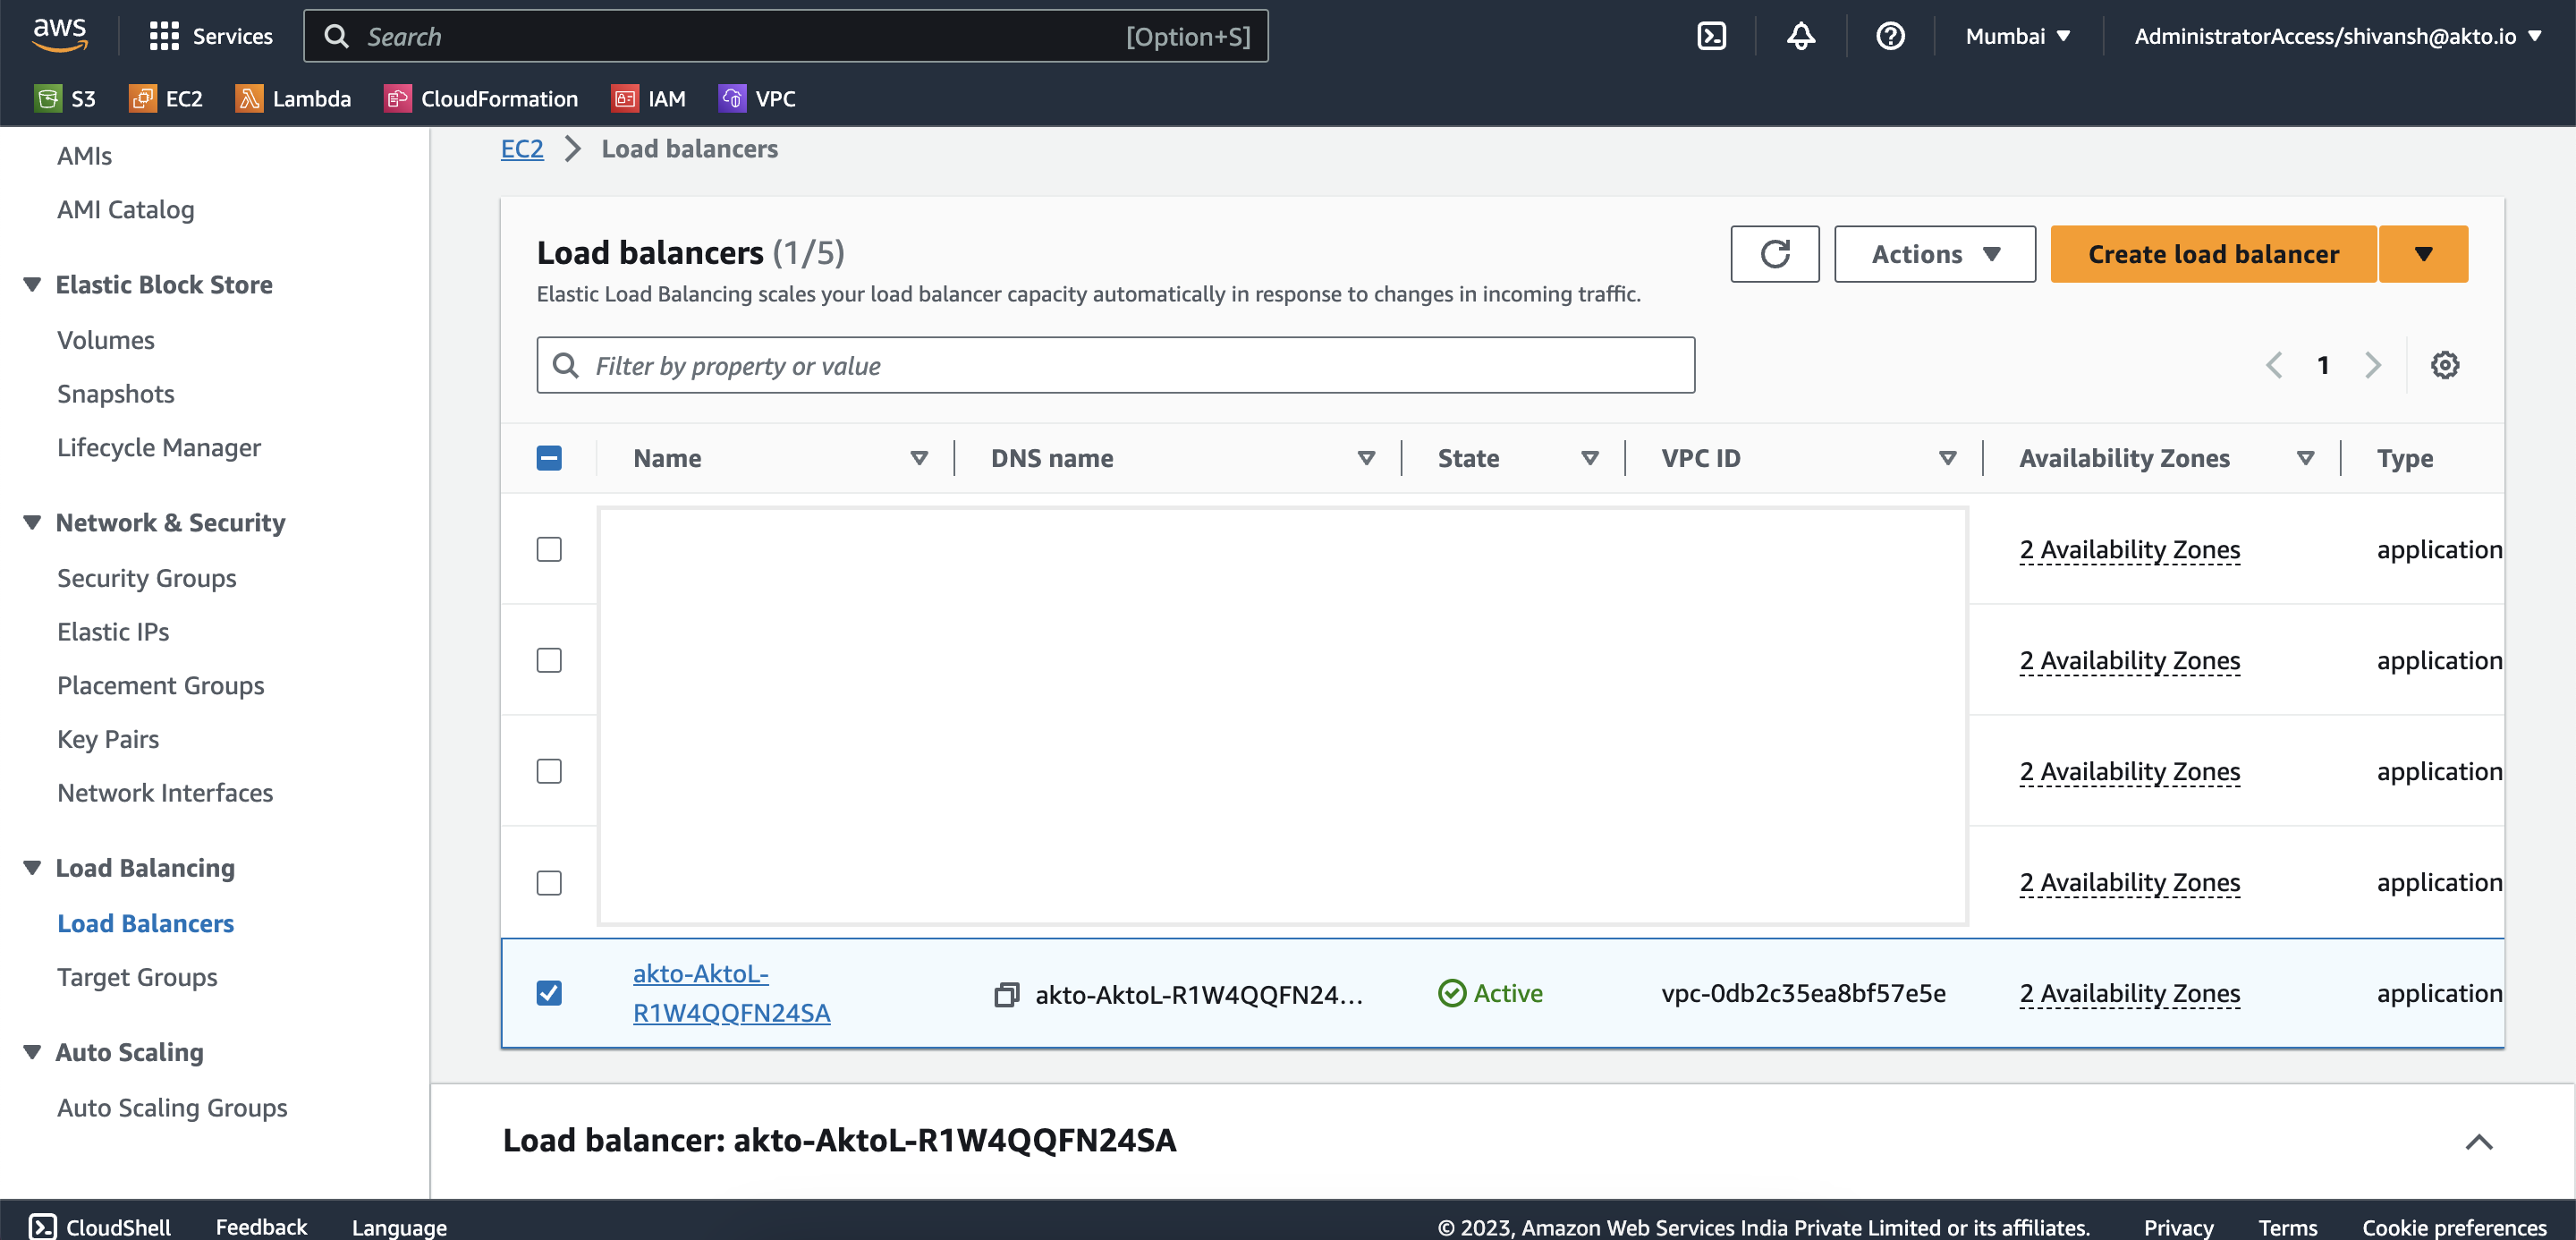 aws
Services
Search [Option+S]
Mumbai
AdministratorAccess/shivansh@akto.io
S3 EC2 Lambda CloudFormation IAM VPC
AMIs
AMI Catalog
Elastic Block Store
Volumes
Snapshots
Lifecycle Manager
Network & Security
Security Groups
Elastic IPs
Placement Groups
Key Pairs
Network Interfaces
Load Balancing
Load Balancers
Target Groups
Auto Scaling
Auto Scaling Groups
EC2 Load balancers
Load balancers (1/5)
Elastic Load Balancing scales your load balancer capacity automatically in response to changes in incoming traffic.
Actions
Create load balancer
Filter by property or value
1
Name DNS name State VPC ID Availability Zones Type
2 Availability Zones application
2 Availability Zones application
2 Availability Zones application
2 Availability Zones application
akto-AktoL-
R1W4QQFN24SA
akto-AktoL-R1W4QQFN24... Active vpc-0db2c35ea8bf57e5e 2 Availability Zones application
Load balancer: akto-AktoL-R1W4QQFN24SA
CloudShell Feedback Language
© 2023, Amazon Web Services India Private Limited or its affiliates. Privacy Terms Cookie preferences